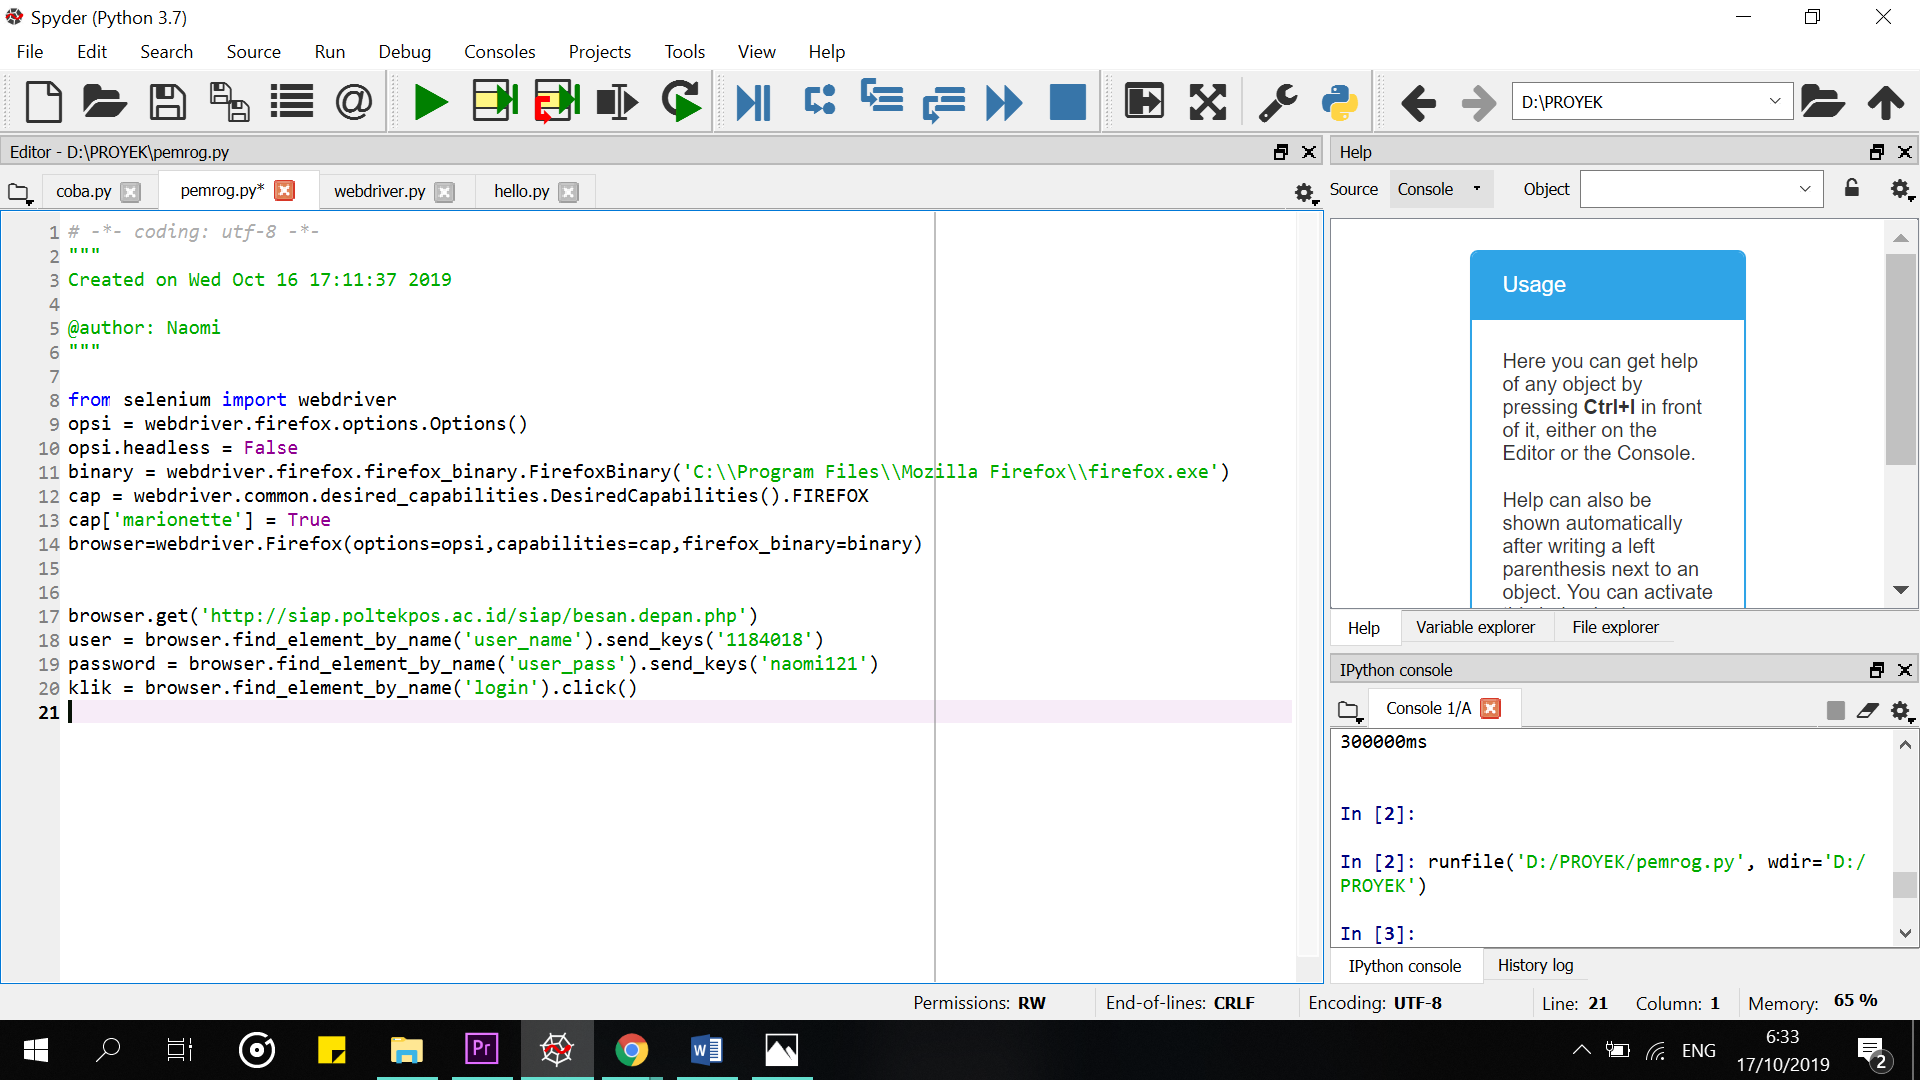 Spyder (Python 3.7)
File Edit Search Source Run Debug Consoles Projects Tools View Help
D:\PROYEK
Editor - D:\PROYEK\pemrog.py
coba.py pemrog.py* webdriver.py hello.py
1 # -*- coding: utf-8 -*-
2 """
3 Created on Wed Oct 16 17:11:37 2019
4
5 @author: Naomi
6 """
7
8 from selenium import webdriver
9 opsi = webdriver.firefox.options.Options()
10 opsi.headless = False
11 binary = webdriver.firefox.firefox_binary.FirefoxBinary('C:\\Program Files\\Mozilla Firefox\\firefox.exe')
12 cap = webdriver.common.desired_capabilities.DesiredCapabilities().FIREFOX
13 cap['marionette'] = True
14 browser=webdriver.Firefox(options=opsi,capabilities=cap,firefox_binary=binary)
15
16
17 browser.get('http://siap.poltekpos.ac.id/siap/besan.depan.php')
18 user = browser.find_element_by_name('user_name').send_keys('1184018')
19 password = browser.find_element_by_name('user_pass').send_keys('naomi121')
20 klik = browser.find_element_by_name('login').click()
21
Help
Source Console Object
Usage
Here you can get help
of any object by
pressing Ctrl+I in front
of it, either on the
Editor or the Console.
Help can also be
shown automatically
after writing a left
parenthesis next to an
object. You can activate
Help Variable explorer File explorer
IPython console
Console 1/A
300000ms
In [2]:
In [2]: runfile('D:/PROYEK/pemrog.py', wdir='D:/
PROYEK')
In [3]:
IPython console History log
Permissions: RW End-of-lines: CRLF Encoding: UTF-8 Line: 21 Column: 1 Memory: 65 %
Pr
W
ENG
6:33
17/10/2019
2